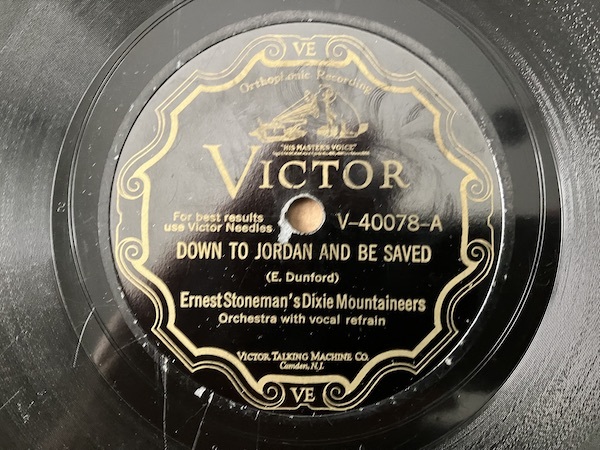 VE
Orthophonic Recording
"HIS MASTER'S VOICE"
VICTOR
For best results
use Victor Needles
V-40078-A
DOWN TO JORDAN AND BE SAVED
(E. Dunford)
Ernest Stoneman's Dixie Mountaineers
Orchestra with vocal refrain
VICTOR TALKING MACHINE CO.
Camden, N.J.
VE